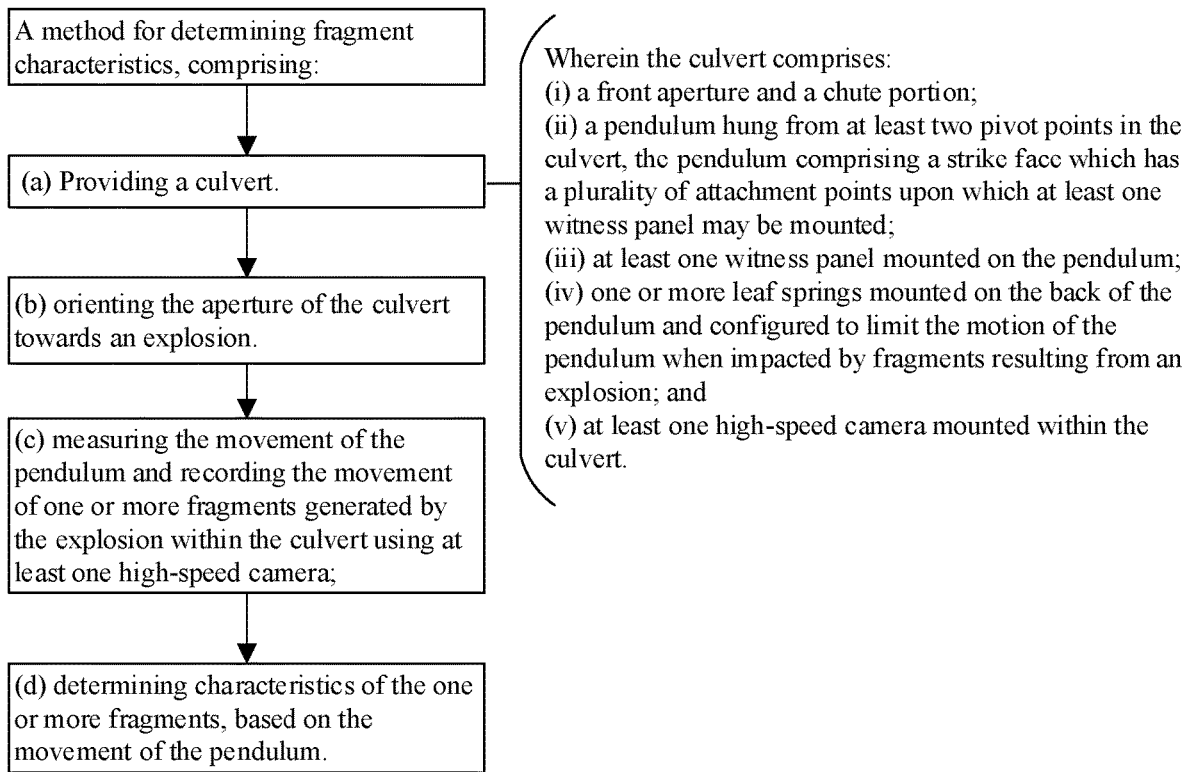 A method for determining fragment
characteristics, comprising:
(a) Providing a culvert.
Wherein the culvert comprises:
(i) a front aperture and a chute portion;
(ii) a pendulum hung from at least two pivot points in the
culvert, the pendulum comprising a strike face which has
a plurality of attachment points upon which at least one
witness panel may be mounted;
(iii) at least one witness panel mounted on the pendulum;
(iv) one or more leaf springs mounted on the back of the
pendulum and configured to limit the motion of the
pendulum when impacted by fragments resulting from an
explosion; and
(v) at least one high-speed camera mounted within the
culvert.
(b) orienting the aperture of the culvert
towards an explosion.
(c) measuring the movement of the
pendulum and recording the movement
of one or more fragments generated by
the explosion within the culvert using at
least one high-speed camera;
(d) determining characteristics of the one
or more fragments, based on the
movement of the pendulum.